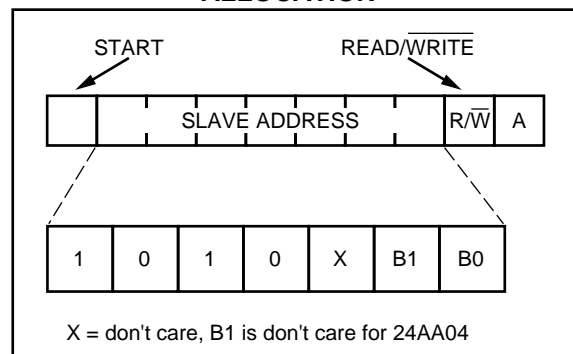 START READ/WRITE
SLAVE ADDRESS R/W A
1 0 1 0 X B1 B0
X = don't care, B1 is don't care for 24AA04